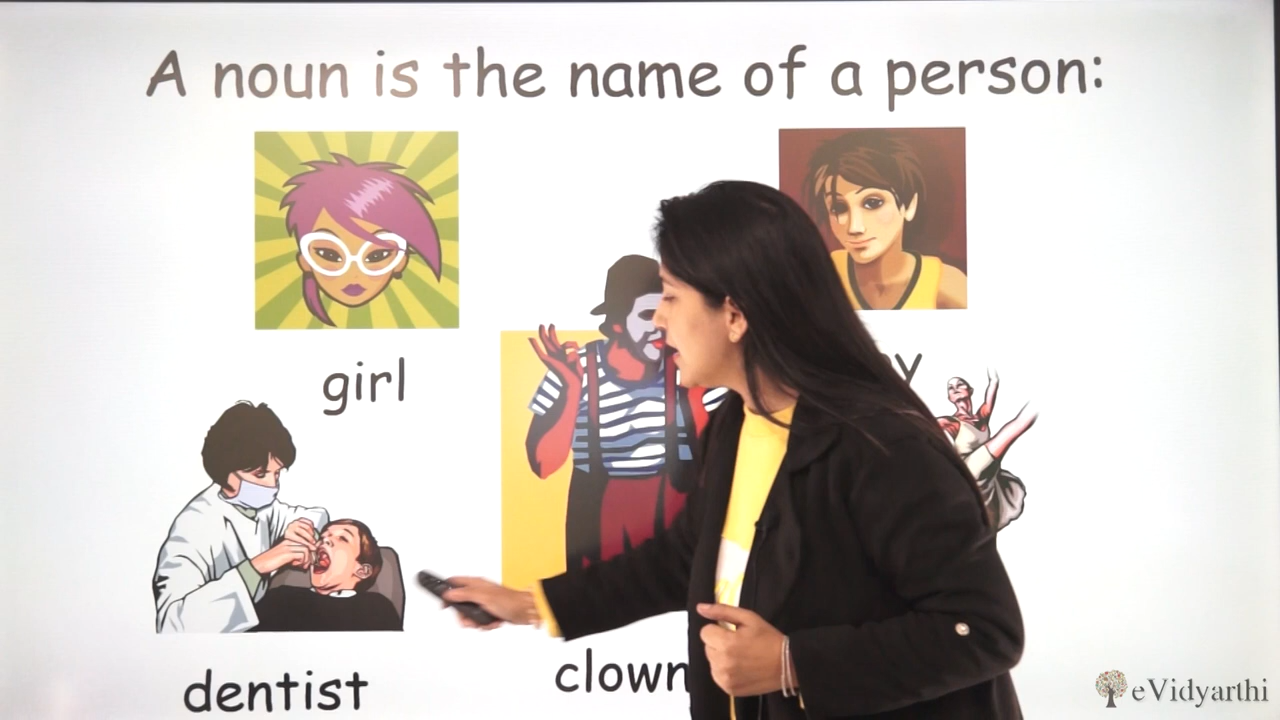 A noun is the name of a person:
girl
dentist
clown
eVidyarthi